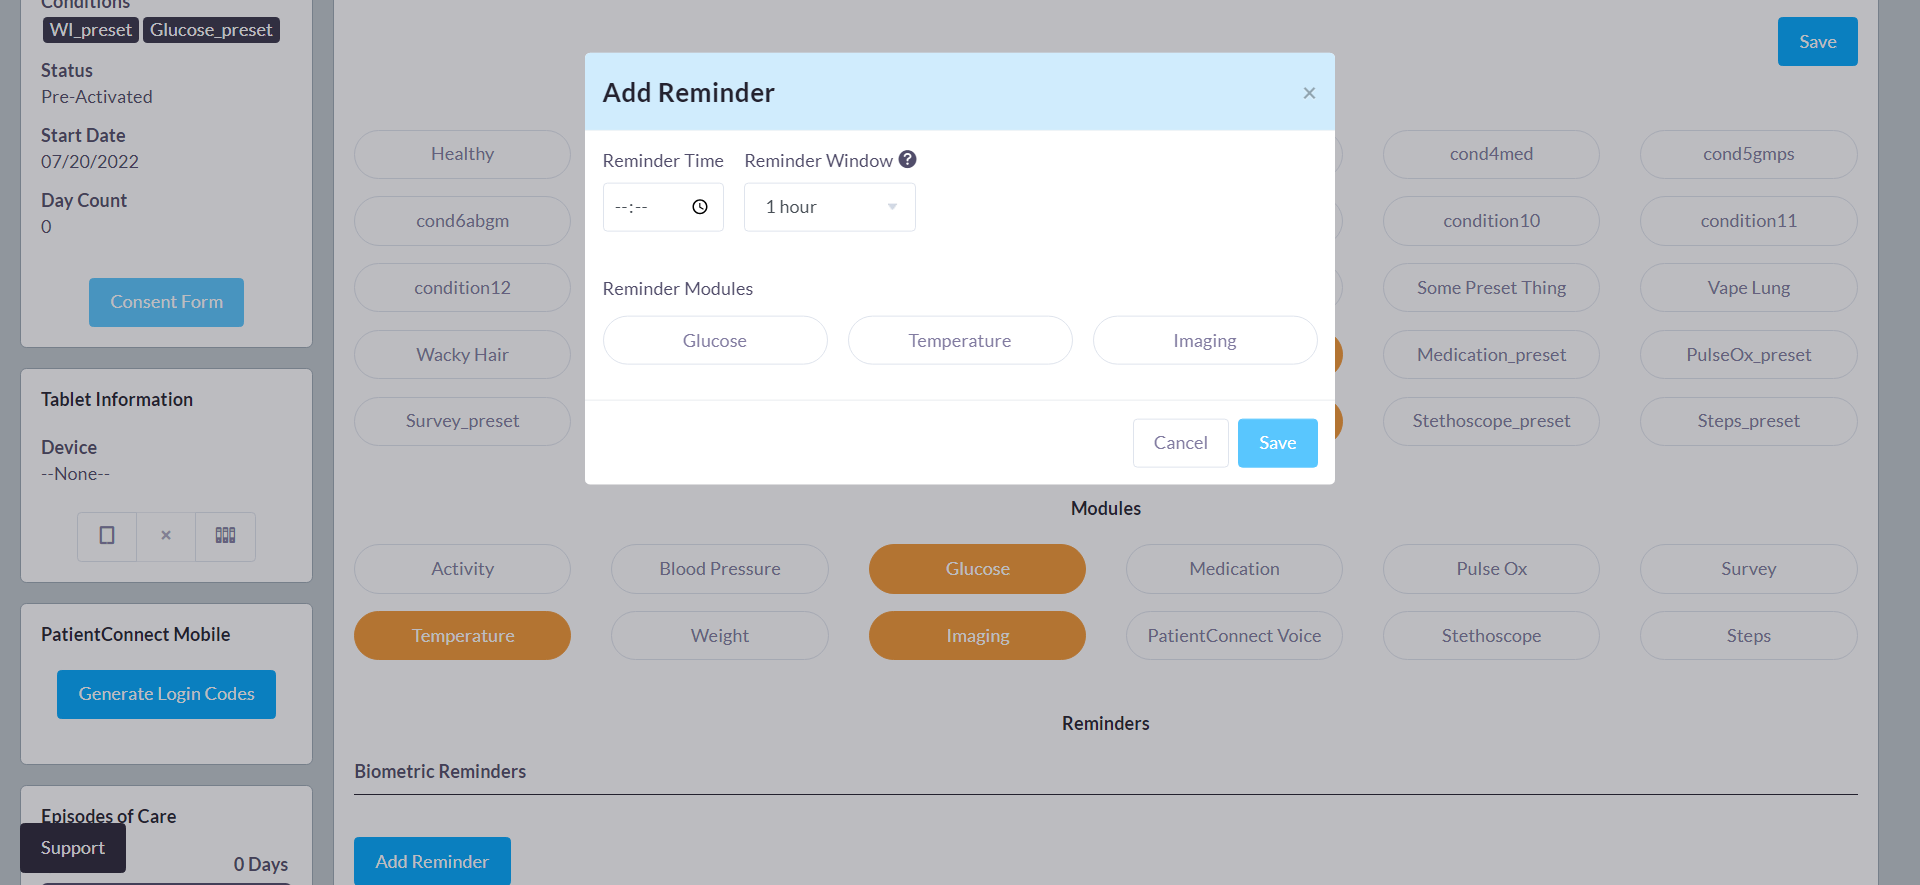 Conditions
WI_preset Glucose_preset
Status
Pre-Activated
Start Date
07/20/2022
Day Count
0
Consent Form
Tablet Information
Device
--None--
PatientConnect Mobile
Generate Login Codes
Episodes of Care
Support
0 Days
Save
Add Reminder
×
Reminder Time Reminder Window ?
--:-- 1 hour
Reminder Modules
Glucose Temperature Imaging
Cancel Save
Healthy cond4med cond5gmps
cond6abgm condition10 condition11
condition12 Some Preset Thing Vape Lung
Wacky Hair Medication_preset PulseOx_preset
Survey_preset Stethoscope_preset Steps_preset
Modules
Activity Blood Pressure Glucose Medication Pulse Ox Survey
Temperature Weight Imaging PatientConnect Voice Stethoscope Steps
Reminders
Biometric Reminders
Add Reminder